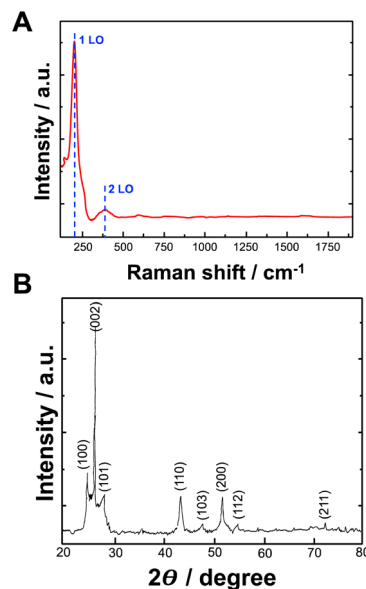 A
1 LO
2 LO
Intensity / a.u.
250 500 750 1000 1250 1500 1750
Raman shift / cm-1
B
(002)
(100)
(101)
(110)
(103)
(200)
(112)
(211)
Intensity / a.u.
20 30 40 50 60 70 80
2θ / degree